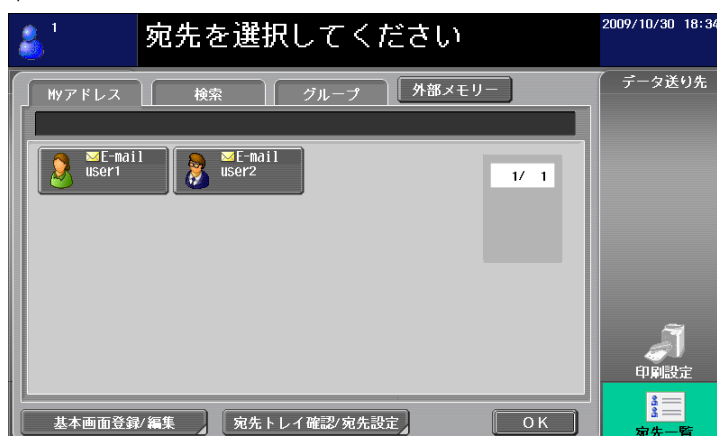 1
宛先を選択してください
2009/10/30 18:34
Myアドレス
検索
グループ
外部メモリー
データ送り先
E-mail
user1
E-mail
user2
1/ 1
印刷設定
基本画面登録/編集
宛先トレイ確認/宛先設定
OK
宛先一覧